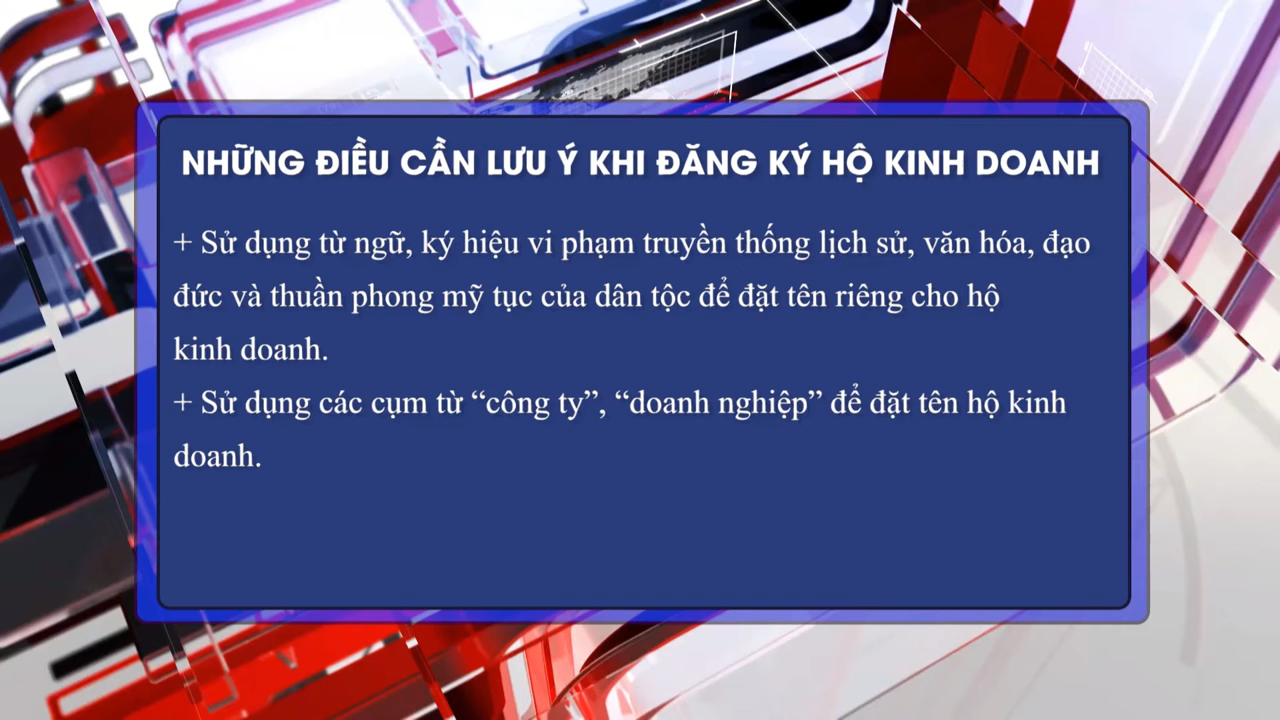 NHỮNG ĐIỀU CẦN LƯU Ý KHI ĐĂNG KÝ HỘ KINH DOANH
+ Sử dụng từ ngữ, ký hiệu vi phạm truyền thống lịch sử, văn hóa, đạo
đức và thuần phong mỹ tục của dân tộc để đặt tên riêng cho hộ
kinh doanh.
+ Sử dụng các cụm từ “công ty”, “doanh nghiệp” để đặt tên hộ kinh
doanh.